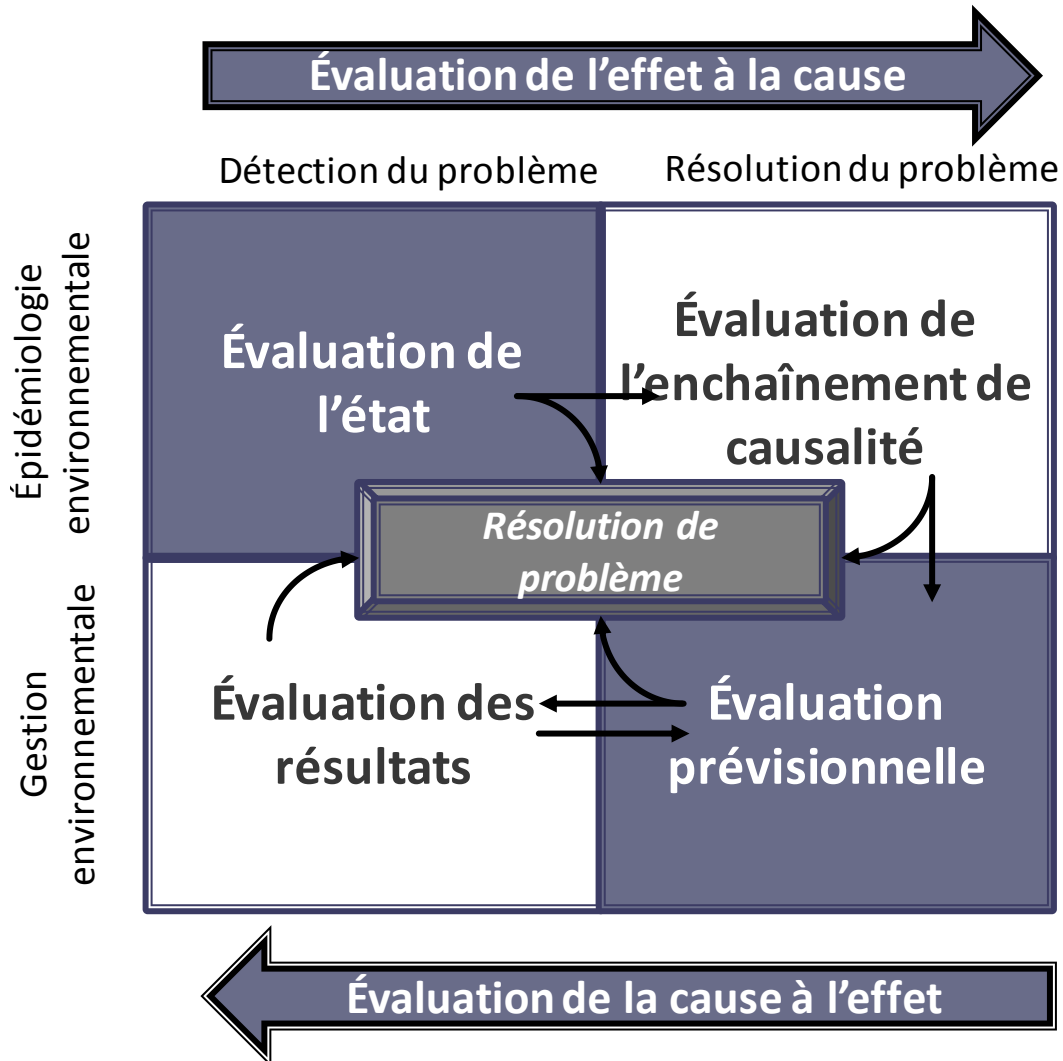 Évaluation de l’effet à la cause
Détection du problème
Résolution du problème
Épidémiologie
environnementale
Évaluation de
l’état
Évaluation de
l’enchaînement de
causalité
Résolution de
problème
Gestion
environnementale
Évaluation des
résultats
Évaluation
prévisionnelle
Évaluation de la cause à l’effet